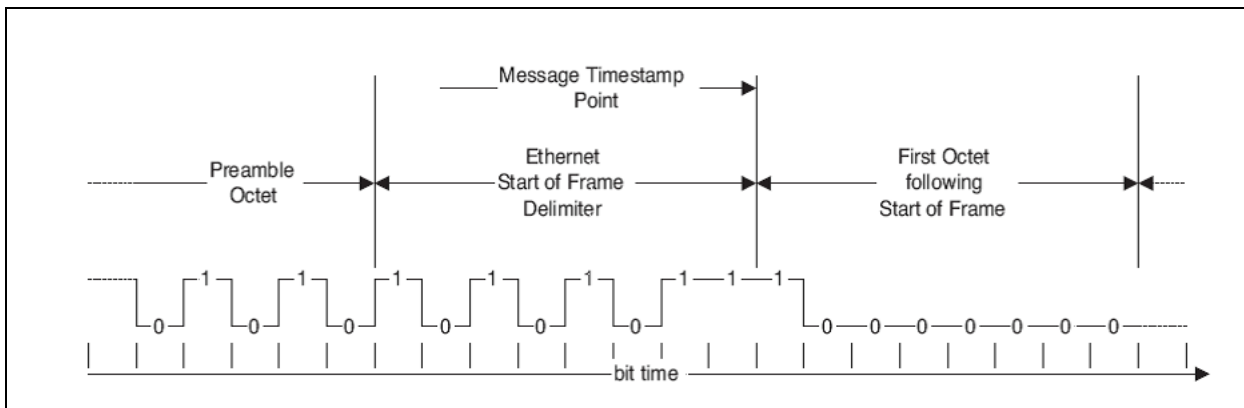 Message Timestamp
Point
Preamble
Octet
Ethernet
Start of Frame
Delimiter
First Octet
following
Start of Frame
0 1 0 1 0 1 0 1 0 1 0 1 1 1 0 0 0 0 0 0 0
bit time